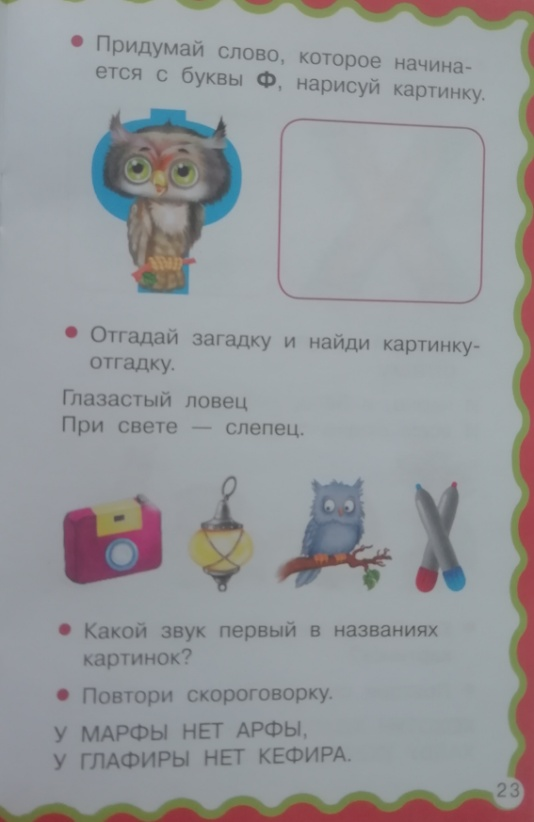 Придумай слово, которое начина-
ется с буквы Ф, нарисуй картинку.
Отгадай загадку и найди картинку-
отгадку.
Глазастый ловец
При свете — слепец.
Какой звук первый в названиях
картинок?
Повтори скороговорку.
У МАРФЫ НЕТ АРФЫ,
У ГЛАФИРЫ НЕТ КЕФИРА.
23